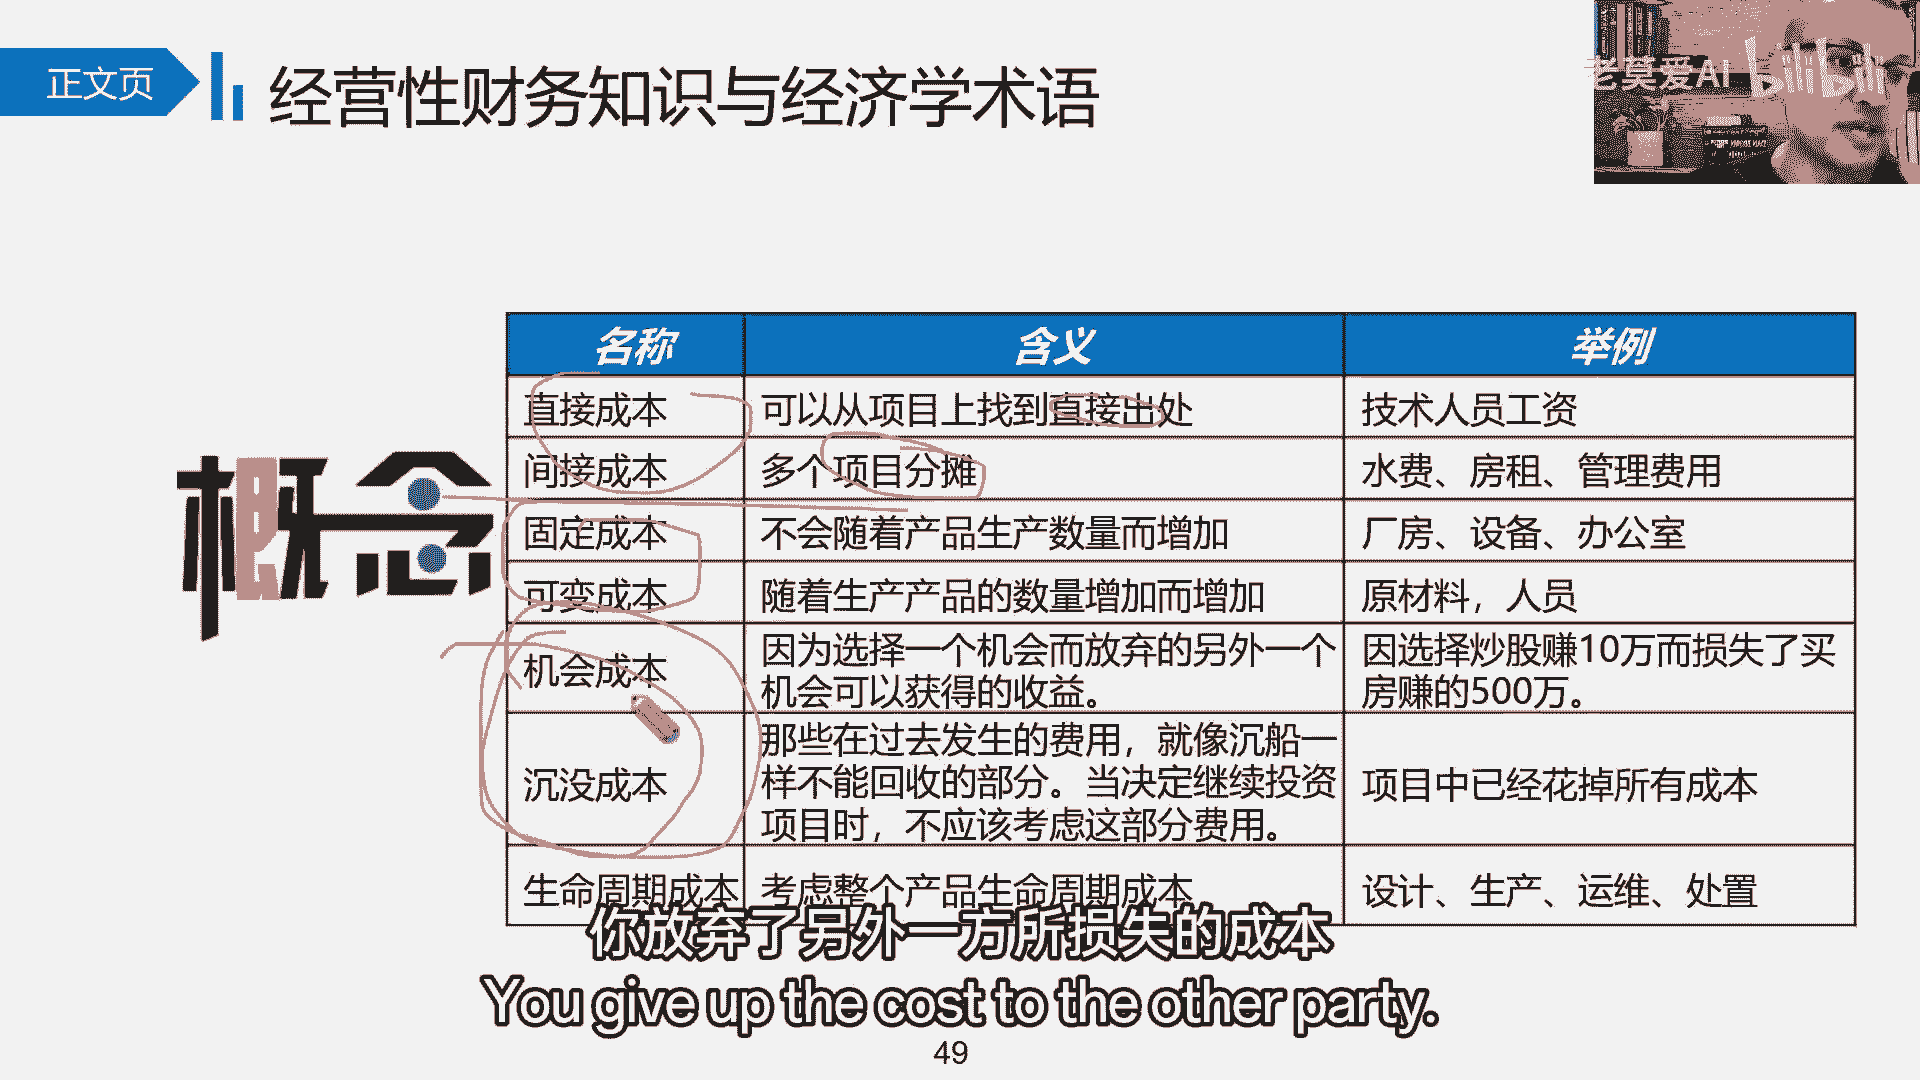 正文页
经营性财务知识与经济学术语
老莫爱AI bilibili
概念
名称 含义 举例
直接成本 可以从项目上找到直接出处 技术人员工资
间接成本 多个项目分摊 水费、房租、管理费用
固定成本 不会随着产品生产数量而增加 厂房、设备、办公室
可变成本 随着生产产品的数量增加而增加 原材料，人员
机会成本 因为选择一个机会而放弃的另外一个
机会可以获得的收益。
因选择炒股赚10万而损失了买
房赚的500万。
沉没成本 那些在过去发生的费用，就像沉船一
样不能回收的部分。当决定继续投资
项目时，不应该考虑这部分费用。
项目中已经花掉所有成本
生命周期成本 考虑整个产品生命周期成本 设计、生产、运维、处置
你放弃了另外一方所损失的成本
You give up the cost to the other party.
49